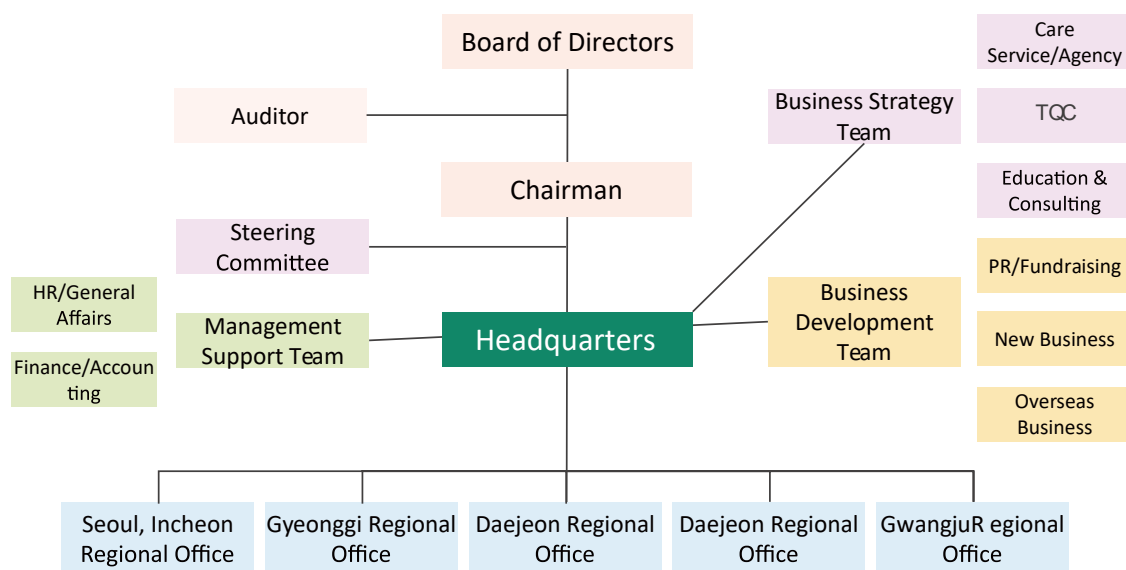 Board of Directors
Care
Service/Agency
Auditor
Business Strategy
Team
TQC
Chairman
Education &
Consulting
Steering
Committee
PR/Fundraising
HR/General
Affairs
Management
Support Team
Headquarters
Business
Development
Team
New Business
Finance/Accoun
ting
Overseas
Business
Seoul, Incheon
Regional Office
Gyeonggi Regional
Office
Daejeon Regional
Office
Daejeon Regional
Office
GwangjuR egional
Office